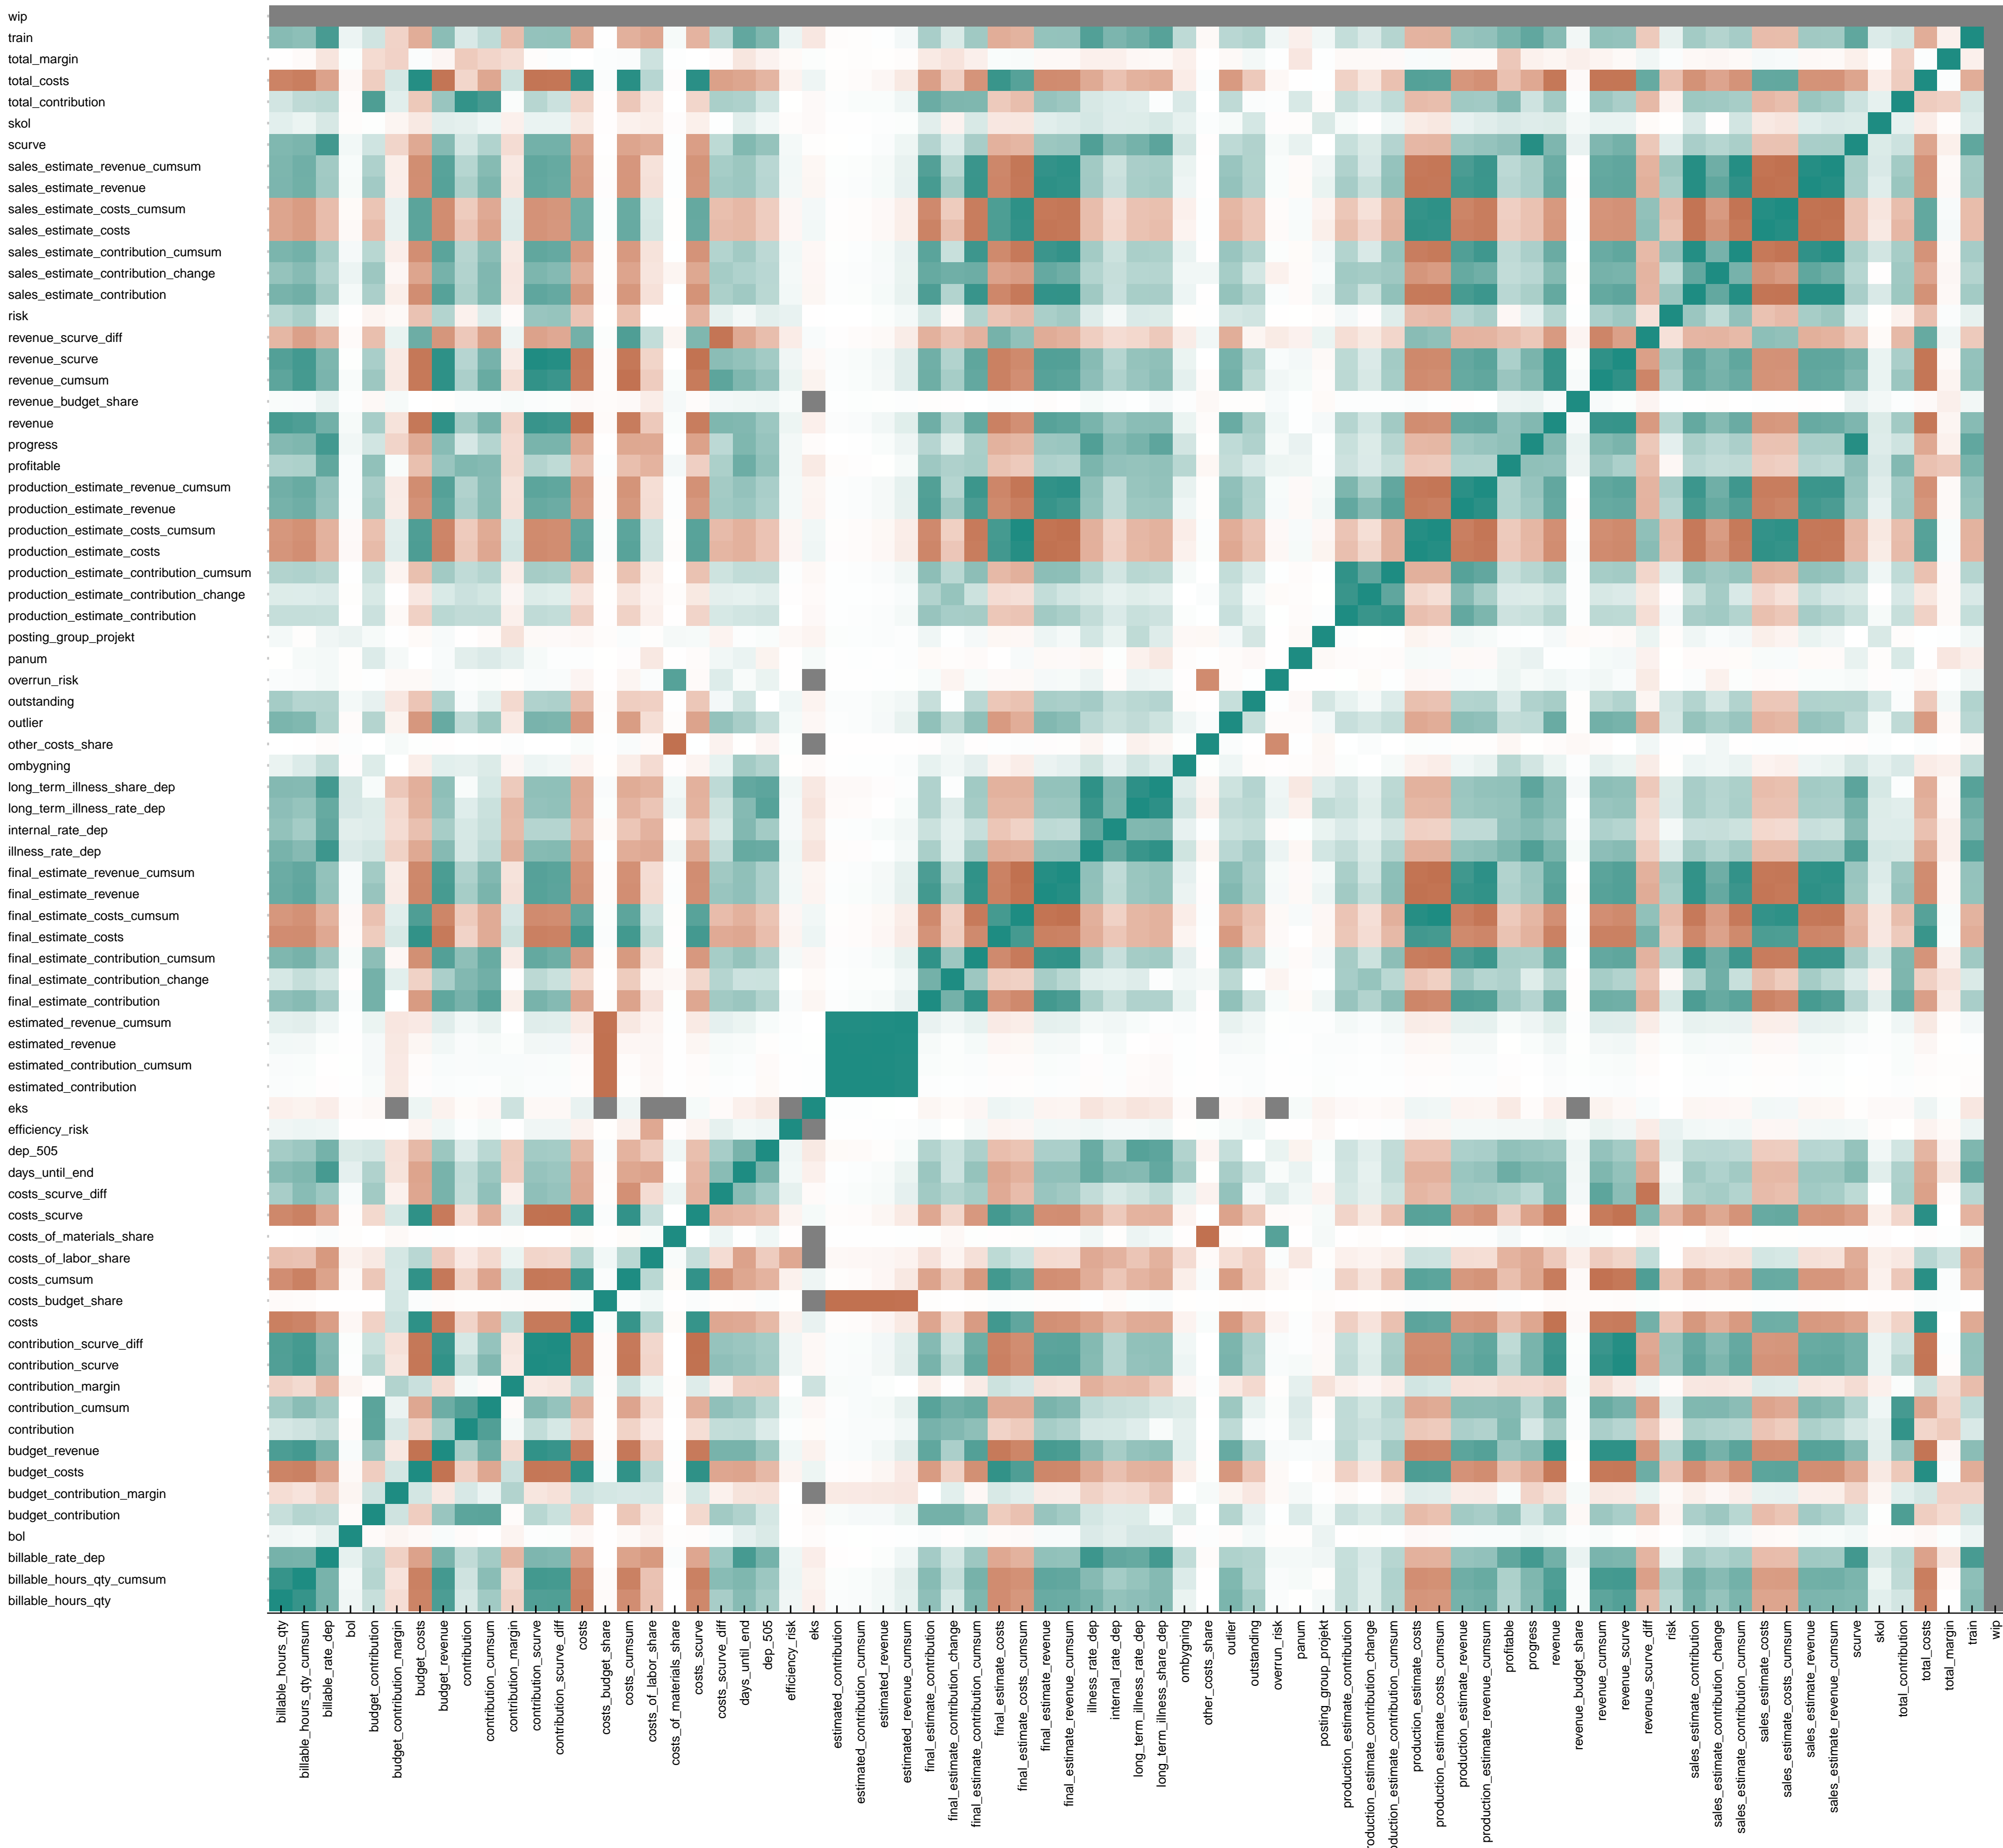 wip
train
total_margin
total_costs
total_contribution
skol
scurve
sales_estimate_revenue_cumsum
sales_estimate_revenue
sales_estimate_costs_cumsum
sales_estimate_costs
sales_estimate_contribution_cumsum
sales_estimate_contribution_change
sales_estimate_contribution
risk
revenue_scurve_diff
revenue_scurve
revenue_cumsum
revenue_budget_share
revenue
progress
profitable
production_estimate_revenue_cumsum
production_estimate_revenue
production_estimate_costs_cumsum
production_estimate_costs
production_estimate_contribution_cumsum
production_estimate_contribution_change
production_estimate_contribution
posting_group_projekt
panum
overrun_risk
outstanding
outlier
other_costs_share
ombygning
long_term_illness_share_dep
long_term_illness_rate_dep
internal_rate_dep
illness_rate_dep
final_estimate_revenue_cumsum
final_estimate_revenue
final_estimate_costs_cumsum
final_estimate_costs
final_estimate_contribution_cumsum
final_estimate_contribution_change
final_estimate_contribution
estimated_revenue_cumsum
estimated_revenue
estimated_contribution_cumsum
estimated_contribution
eks
efficiency_risk
dep_505
days_until_end
costs_scurve_diff
costs_scurve
costs_of_materials_share
costs_of_labor_share
costs_cumsum
costs_budget_share
costs
contribution_scurve_diff
contribution_scurve
contribution_margin
contribution_cumsum
contribution
budget_revenue
budget_costs
budget_contribution_margin
budget_contribution
bol
billable_rate_dep
billable_hours_qty_cumsum
billable_hours_qty
billable_hours_qty
billable_hours_qty_cumsum
billable_rate_dep
bol
budget_contribution
budget_contribution_margin
budget_costs
budget_revenue
contribution
contribution_cumsum
contribution_margin
contribution_scurve
contribution_scurve_diff
costs
costs_budget_share
costs_cumsum
costs_of_labor_share
costs_of_materials_share
costs_scurve
costs_scurve_diff
days_until_end
dep_505
efficiency_risk
eks
estimated_contribution
estimated_contribution_cumsum
estimated_revenue
estimated_revenue_cumsum
final_estimate_contribution
final_estimate_contribution_change
final_estimate_contribution_cumsum
final_estimate_costs
final_estimate_costs_cumsum
final_estimate_revenue
final_estimate_revenue_cumsum
illness_rate_dep
internal_rate_dep
long_term_illness_rate_dep
long_term_illness_share_dep
ombygning
other_costs_share
outlier
outstanding
overrun_risk
panum
posting_group_projekt
production_estimate_contribution
roduction_estimate_contribution_change
oduction_estimate_contribution_cumsum
production_estimate_costs
production_estimate_costs_cumsum
production_estimate_revenue
production_estimate_revenue_cumsum
profitable
progress
revenue
revenue_budget_share
revenue_cumsum
revenue_scurve
revenue_scurve_diff
risk
sales_estimate_contribution
sales_estimate_contribution_change
sales_estimate_contribution_cumsum
sales_estimate_costs
sales_estimate_costs_cumsum
sales_estimate_revenue
sales_estimate_revenue_cumsum
scurve
skol
total_contribution
total_costs
total_margin
train
wip